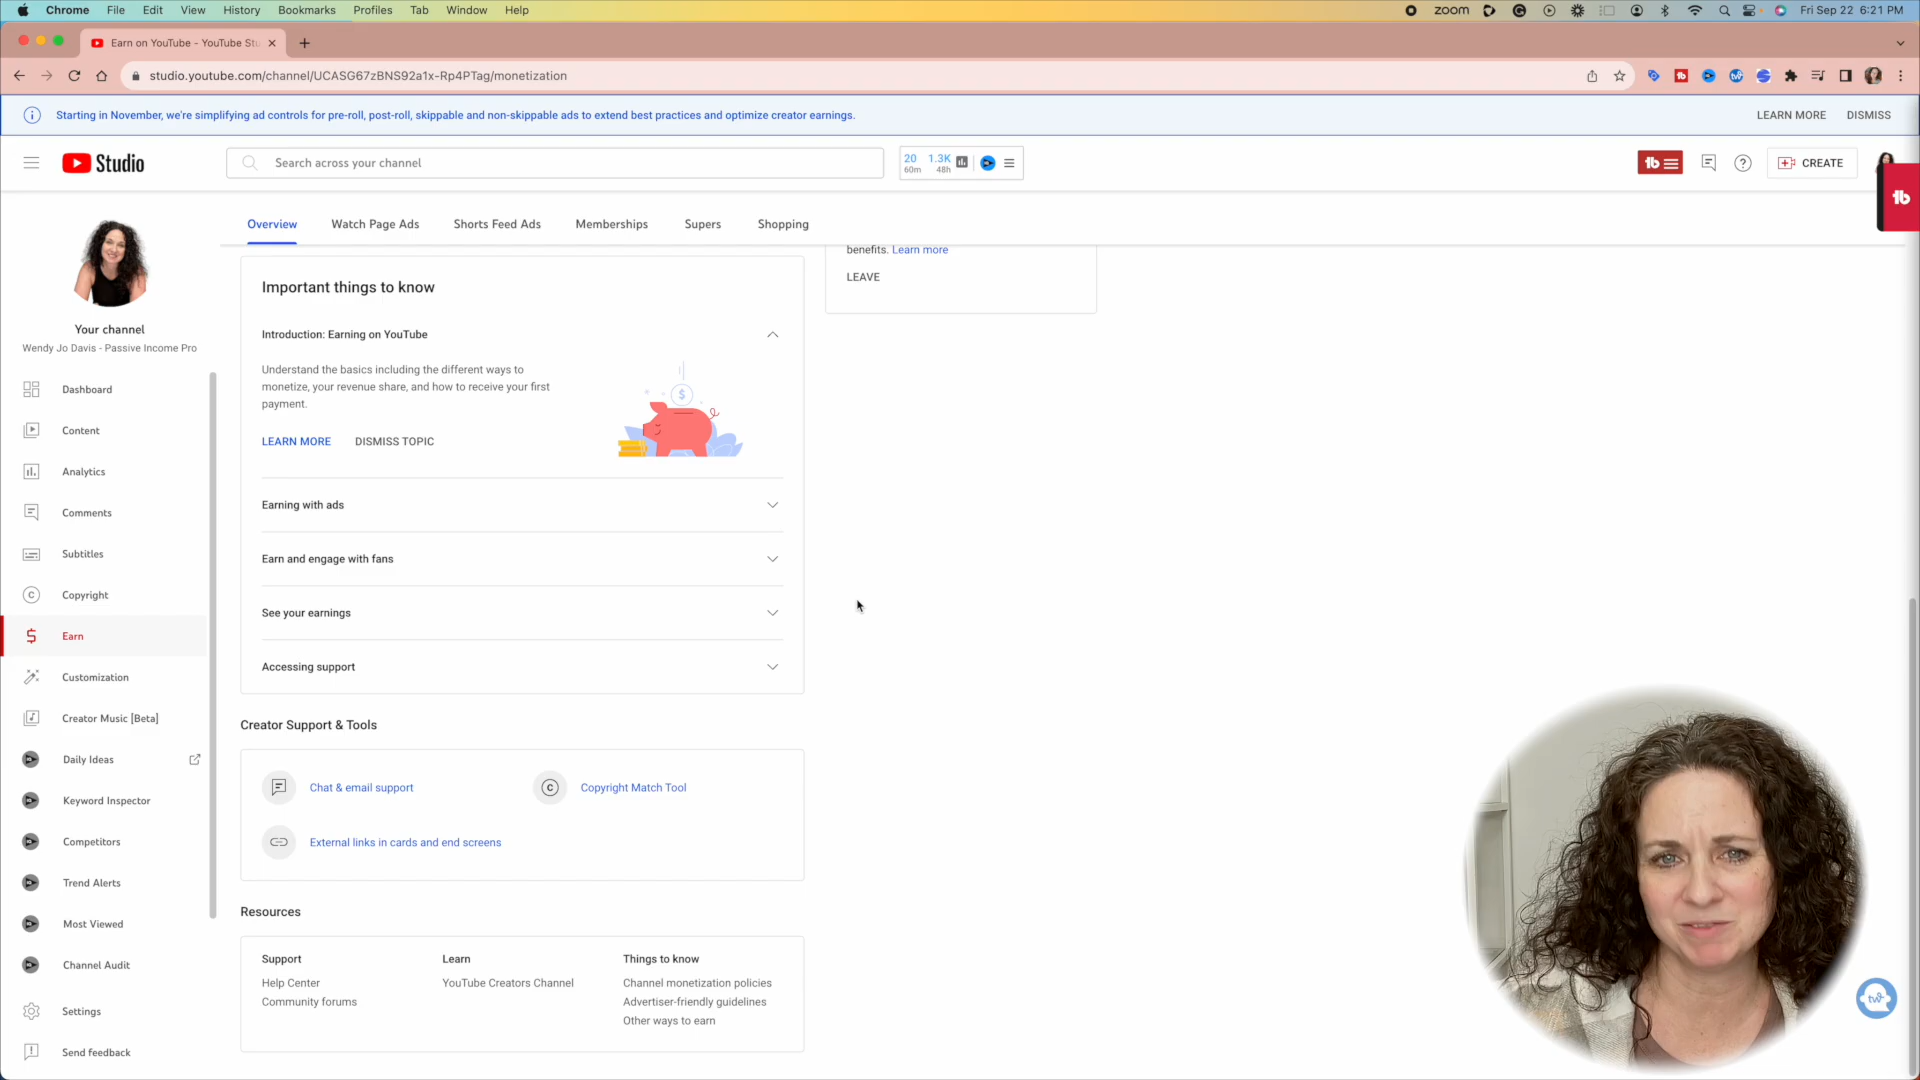 Chrome File Edit View History Bookmarks Profiles Tab Window Help
zoom
Fri Sep 22 6:21 PM
Earn on YouTube - YouTube Stu
studio.youtube.com/channel/UCASG67zBNS92a1x-Rp4PTag/monetization
Starting in November, we're simplifying ad controls for pre-roll, post-roll, skippable and non-skippable ads to extend best practices and optimize creator earnings.
LEARN MORE DISMISS
Studio
Search across your channel
20 1.3K
60m 48h
CREATE
Overview Watch Page Ads Shorts Feed Ads Memberships Supers Shopping
benefits. Learn more
LEAVE
Your channel
Wendy Jo Davis - Passive Income Pro
Dashboard
Content
Analytics
Comments
Subtitles
Copyright
Earn
Customization
Creator Music [Beta]
Daily Ideas
Keyword Inspector
Competitors
Trend Alerts
Most Viewed
Channel Audit
Settings
Send feedback
Important things to know
Introduction: Earning on YouTube
Understand the basics including the different ways to
monetize, your revenue share, and how to receive your first
payment.
LEARN MORE DISMISS TOPIC
Earning with ads
Earn and engage with fans
See your earnings
Accessing support
Creator Support & Tools
Chat & email support
Copyright Match Tool
External links in cards and end screens
Resources
Support
Help Center
Community forums
Learn
YouTube Creators Channel
Things to know
Channel monetization policies
Advertiser-friendly guidelines
Other ways to earn